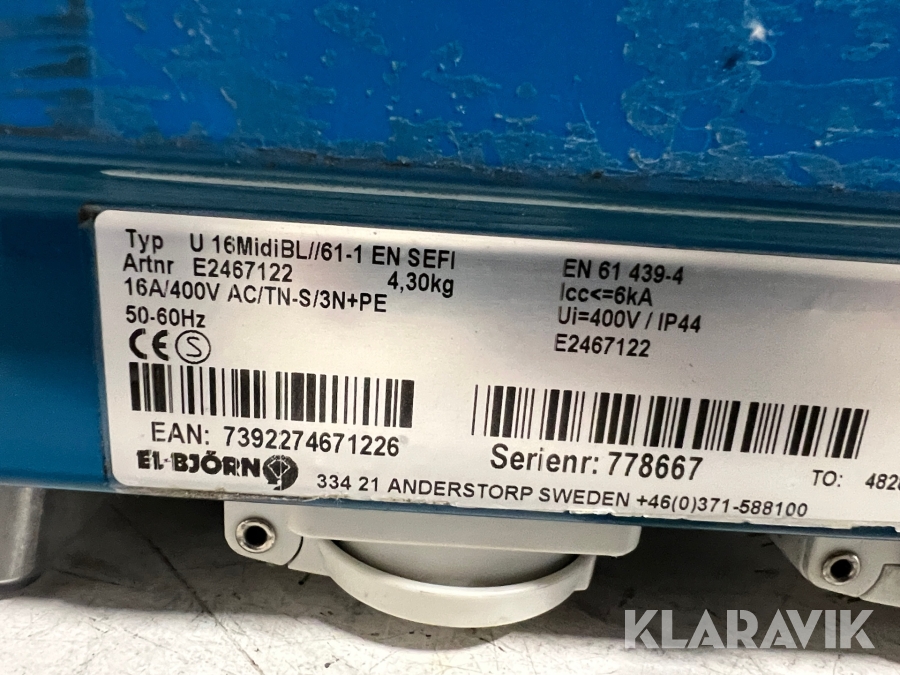 Typ U 16MidiBL//61-1 EN SEFI
Artnr E2467122 4,30kg
16A/400V AC/TN-S/3N+PE
50-60Hz
CE S
EN 61 439-4
Icc<=6kA
Ui=400V / IP44
E2467122
EAN: 7392274671226
Serienr: 778667
TO: 482
EL-BJÖRN
334 21 ANDERSTORP SWEDEN +46(0)371-588100
KLARAVIK